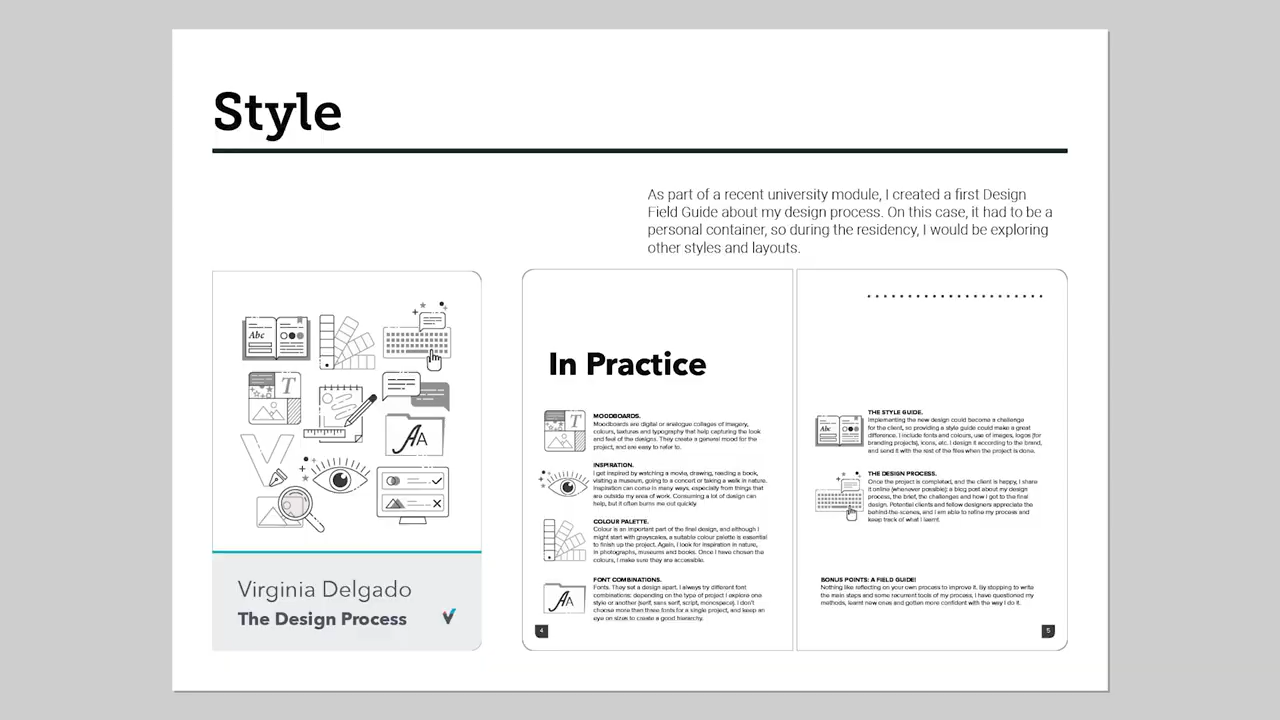 Style
As part of a recent university module, I created a first Design
Field Guide about my design process. On this case, it had to be a
personal container, so during the residency, I would be exploring
other styles and layouts.
Abc
T
AA
Virginia Delgado
The Design Process
In Practice
MOODBOARDS.
Moodboards are digital or analogue collages of imagery,
colours, textures and typography that help capturing the look
and feel of the designs. They create a general mood for the
project, and are easy to refer to.
INSPIRATION.
I get inspired by watching a movie, drawing, reading a book,
visiting a museum, going to a concert or taking a walk in nature.
Inspiration can come in many ways, especially from things that
are outside my area of work. Consuming a lot of design can
help, but it often burns me out quickly.
COLOUR PALETTE.
Colour is an important part of the final design, and although I
might start with greyscales, a suitable colour palette is essential
to finish up the project. Again, I look for inspiration in nature,
in photographs, museums and books. Once I have chosen the
colours, I make sure they are accessible.
FONT COMBINATIONS.
Fonts. They set a design apart. I always try different font
combinations: depending on the type of project I explore one
style or another (serif, sans serif, script, monospace). I don't
choose more than three fonts for a single project, and keep an
eye on sizes to create a good hierarchy.
T
AA
4
THE STYLE GUIDE.
Implementing the new design could become a challenge
for the client, so providing a style guide could make a great
difference. I include fonts and colours, use of images, logos (for
branding projects), icons, etc. I design it according to the brand,
and send it with the rest of the files when the project is done.
Abc
THE DESIGN PROCESS.
Once the project is completed, and the client is happy, I share
it online (whenever possible): a blog post about my design
process, the brief, the challenges and how I got to the final
design. Potential clients and fellow designers appreciate the
behind-the-scenes, and I am able to refine my process and
keep track of what I learnt.
BONUS POINTS: A FIELD GUIDE!
Nothing like reflecting on your own process to improve it. By stopping to write
the main steps and some recurrent tools of my process, I have questioned my
methods, learnt new ones and gotten more confident with the way I do it.
5